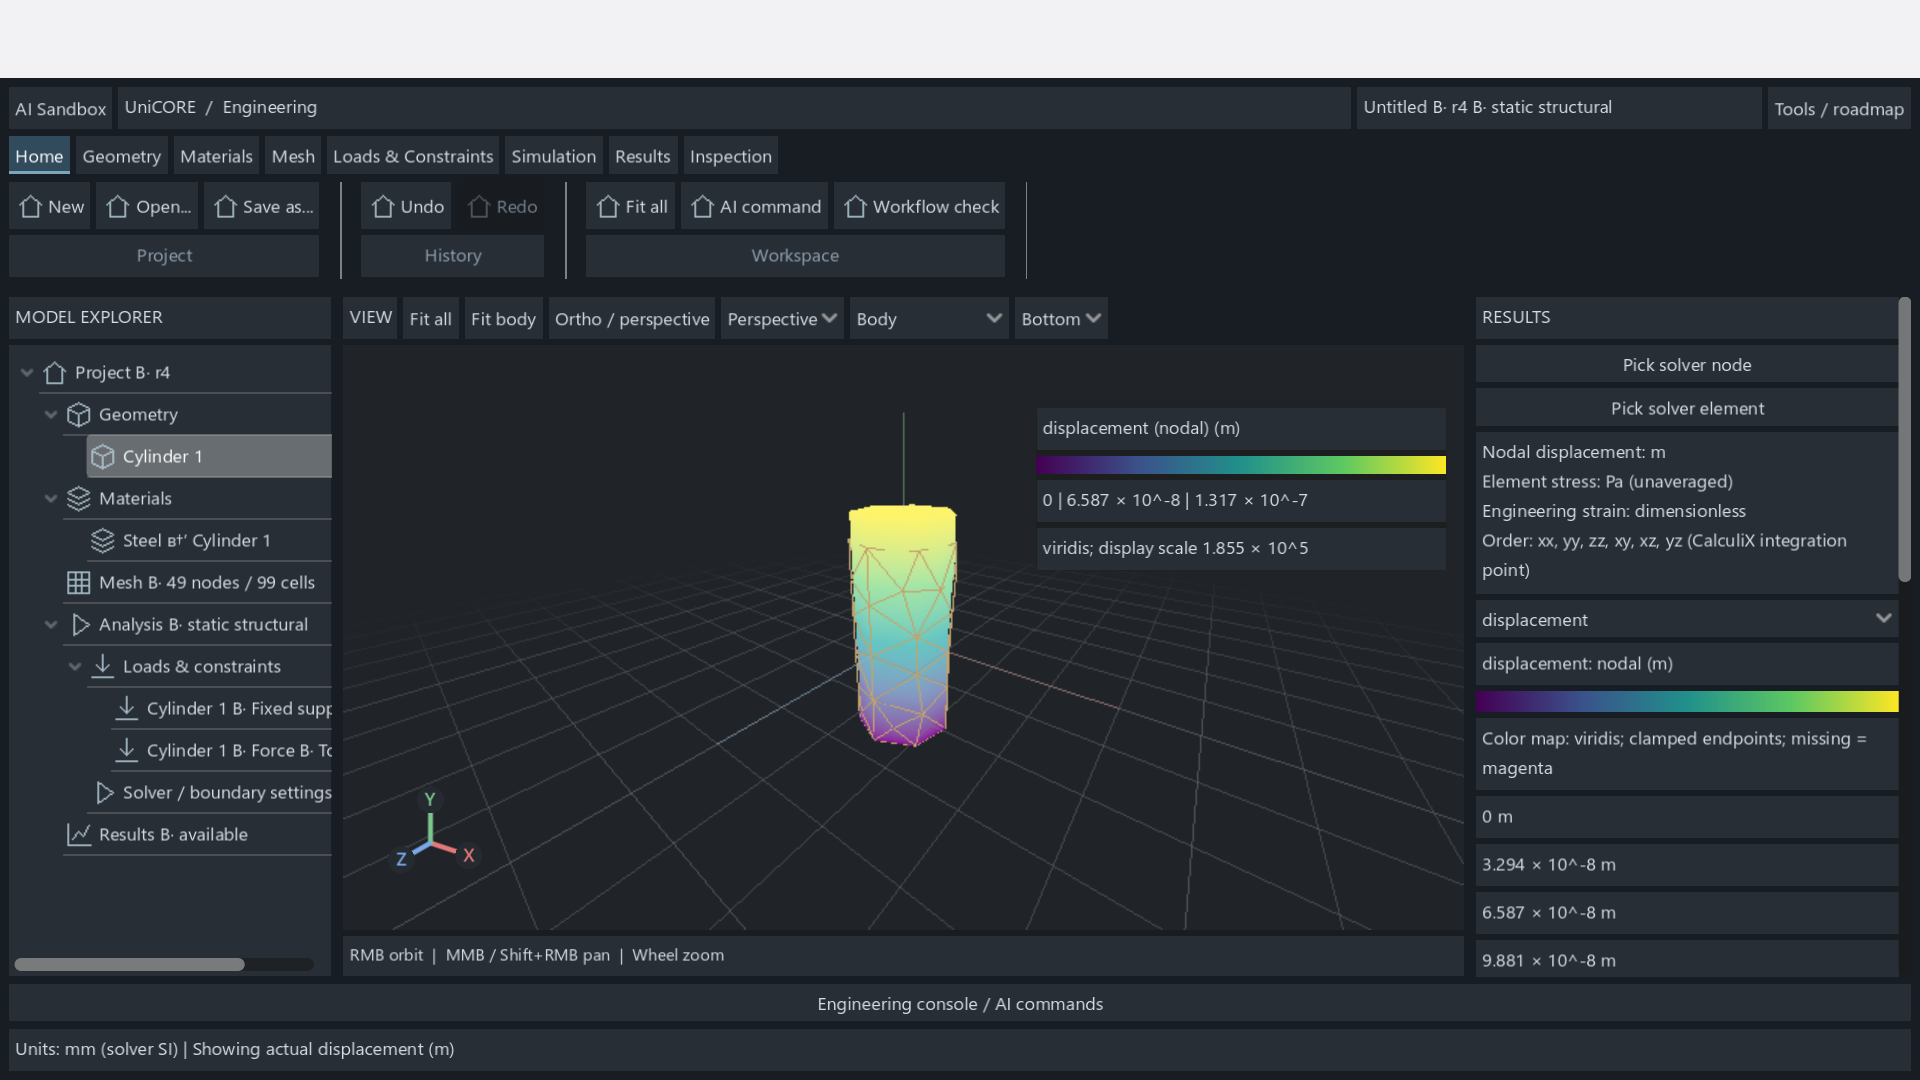 AI Sandbox
UniCORE / Engineering
Untitled В· r4 В· static structural
Tools / roadmap
Home
Geometry
Materials
Mesh
Loads & Constraints
Simulation
Results
Inspection
New
Open...
Save as...
Undo
Redo
Fit all
AI command
Workflow check
Project
History
Workspace
MODEL EXPLORER
VIEW
Fit all
Fit body
Ortho / perspective
Perspective
Body
Bottom
RESULTS
Project В· r4
Geometry
Cylinder 1
Materials
Steel в†’ Cylinder 1
Mesh В· 49 nodes / 99 cells
Analysis В· static structural
Loads & constraints
Cylinder 1 В· Fixed supp
Cylinder 1 В· Force В· To
Solver / boundary settings
Results В· available
displacement (nodal) (m)
0 | 6.587 × 10^-8 | 1.317 × 10^-7
viridis; display scale 1.855 × 10^5
Y
Z
X
RMB orbit | MMB / Shift+RMB pan | Wheel zoom
Pick solver node
Pick solver element
Nodal displacement: m
Element stress: Pa (unaveraged)
Engineering strain: dimensionless
Order: xx, yy, zz, xy, xz, yz (CalculiX integration
point)
displacement
displacement: nodal (m)
Color map: viridis; clamped endpoints; missing =
magenta
0 m
3.294 × 10^-8 m
6.587 × 10^-8 m
9.881 × 10^-8 m
Engineering console / AI commands
Units: mm (solver SI) | Showing actual displacement (m)